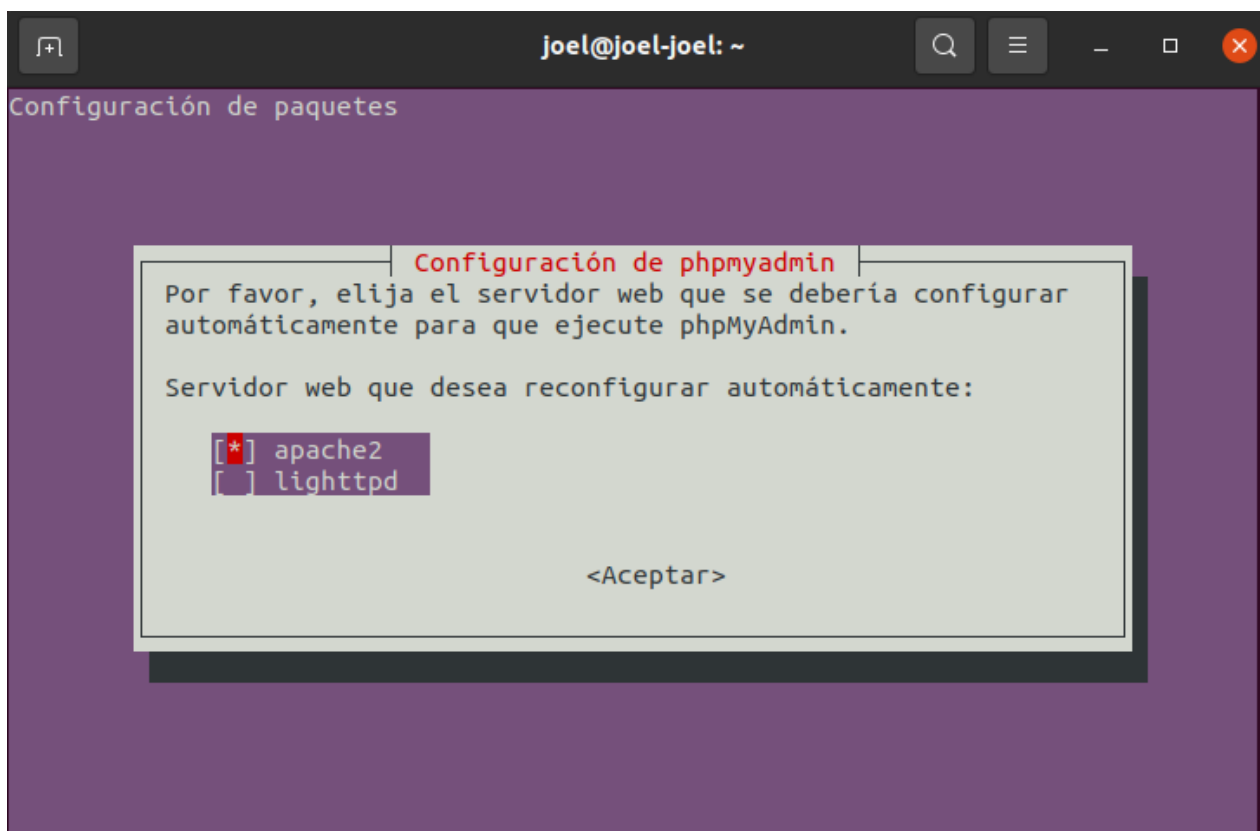 joel@joel-joel: ~
Configuración de paquetes
Configuración de phpmyadmin
Por favor, elija el servidor web que se debería configurar
automáticamente para que ejecute phpMyAdmin.
Servidor web que desea reconfigurar automáticamente:
[*] apache2
[ ] lighttpd
<Aceptar>